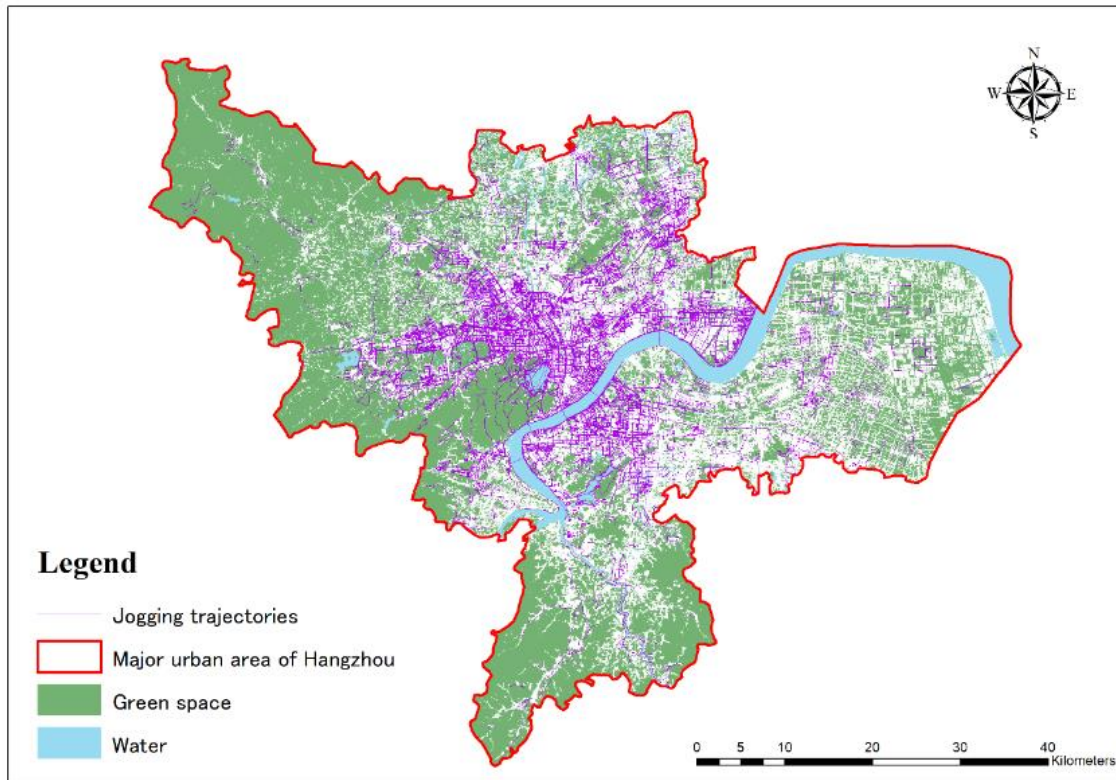 N
W E
S
Legend
Jogging trajectories
Major urban area of Hangzhou
Green space
Water
0 5 10 20 30 40
Kilometers